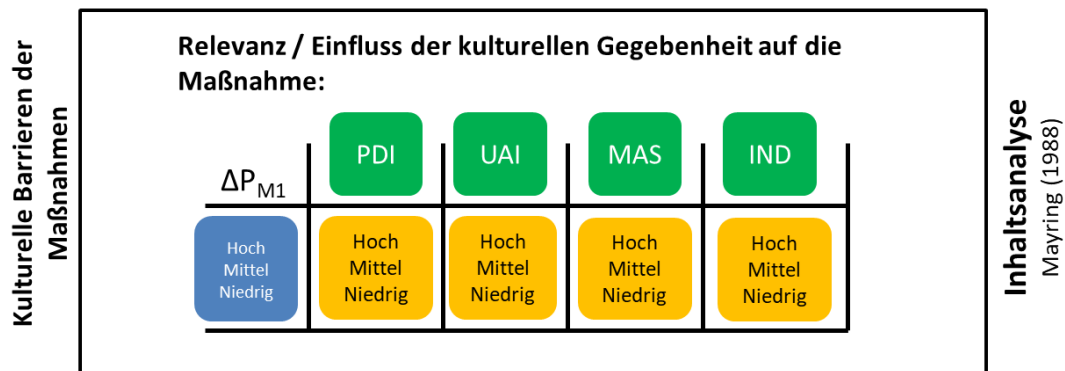 Kulturelle Barrieren der
Maßnahmen
Relevanz / Einfluss der kulturellen Gegebenheit auf die
Maßnahme:
PDI UAI MAS IND
ΔP_M1
Hoch Hoch Hoch Hoch Hoch
Mittel Mittel Mittel Mittel Mittel
Niedrig Niedrig Niedrig Niedrig Niedrig
Inhaltsanalyse
Mayring (1988)